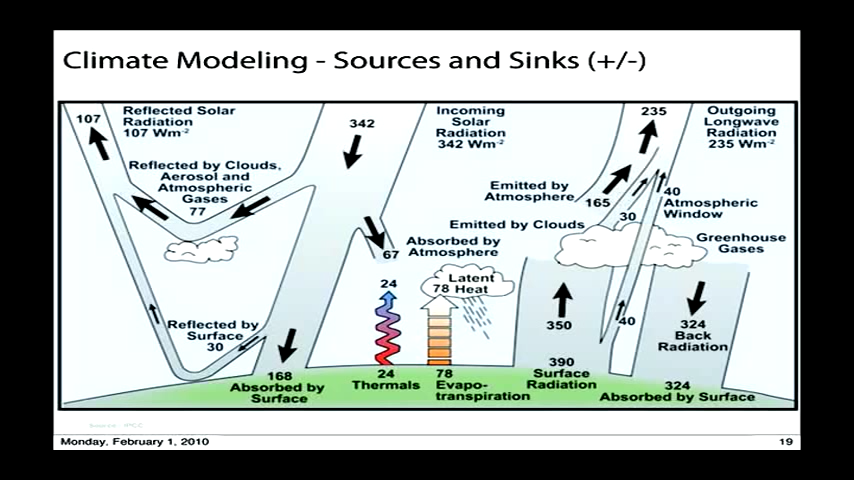 Climate Modeling - Sources and Sinks (+/-)
107
Reflected Solar
Radiation
107 Wm-2
Reflected by Clouds,
Aerosol and
Atmospheric
Gases
77
342
Incoming
Solar
Radiation
342 Wm-2
235
Outgoing
Longwave
Radiation
235 Wm-2
Emitted by
Atmosphere
165
40
Atmospheric
Window
Emitted by Clouds
30
Greenhouse
Gases
67
Absorbed by
Atmosphere
24
78
Latent
Heat
Reflected by
Surface
30
350
40
324
Back
Radiation
168
Absorbed by
Surface
24
Thermals
78
Evapo-
transpiration
390
Surface
Radiation
324
Absorbed by Surface
Source: IPCC
Monday, February 1, 2010
19